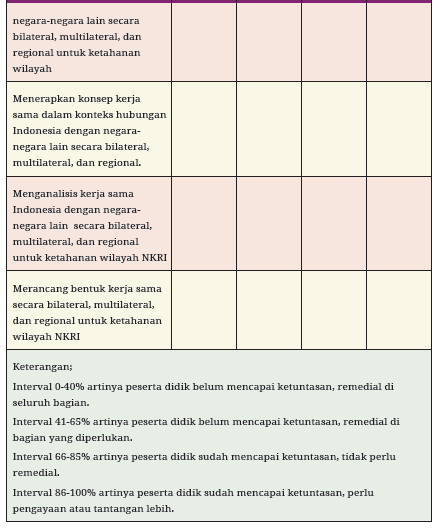 negara-negara lain secara
bilateral, multilateral, dan
regional untuk ketahanan
wilayah
Menerapkan konsep kerja
sama dalam konteks hubungan
Indonesia dengan negara-
negara lain secara bilateral,
multilateral, dan regional.
Menganalisis kerja sama
Indonesia dengan negara-
negara lain  secara bilateral,
multilateral, dan regional
untuk ketahanan wilayah NKRI
Merancang bentuk kerja sama
secara bilateral, multilateral,
dan regional untuk ketahanan
wilayah NKRI
Keterangan;
Interval 0-40% artinya peserta didik belum mencapai ketuntasan, remedial di
seluruh bagian.
Interval 41-65% artinya peserta didik belum mencapai ketuntasan, remedial di
bagian yang diperlukan.
Interval 66-85% artinya peserta didik sudah mencapai ketuntasan, tidak perlu
remedial.
Interval 86-100% artinya peserta didik sudah mencapai ketuntasan, perlu
pengayaan atau tantangan lebih.